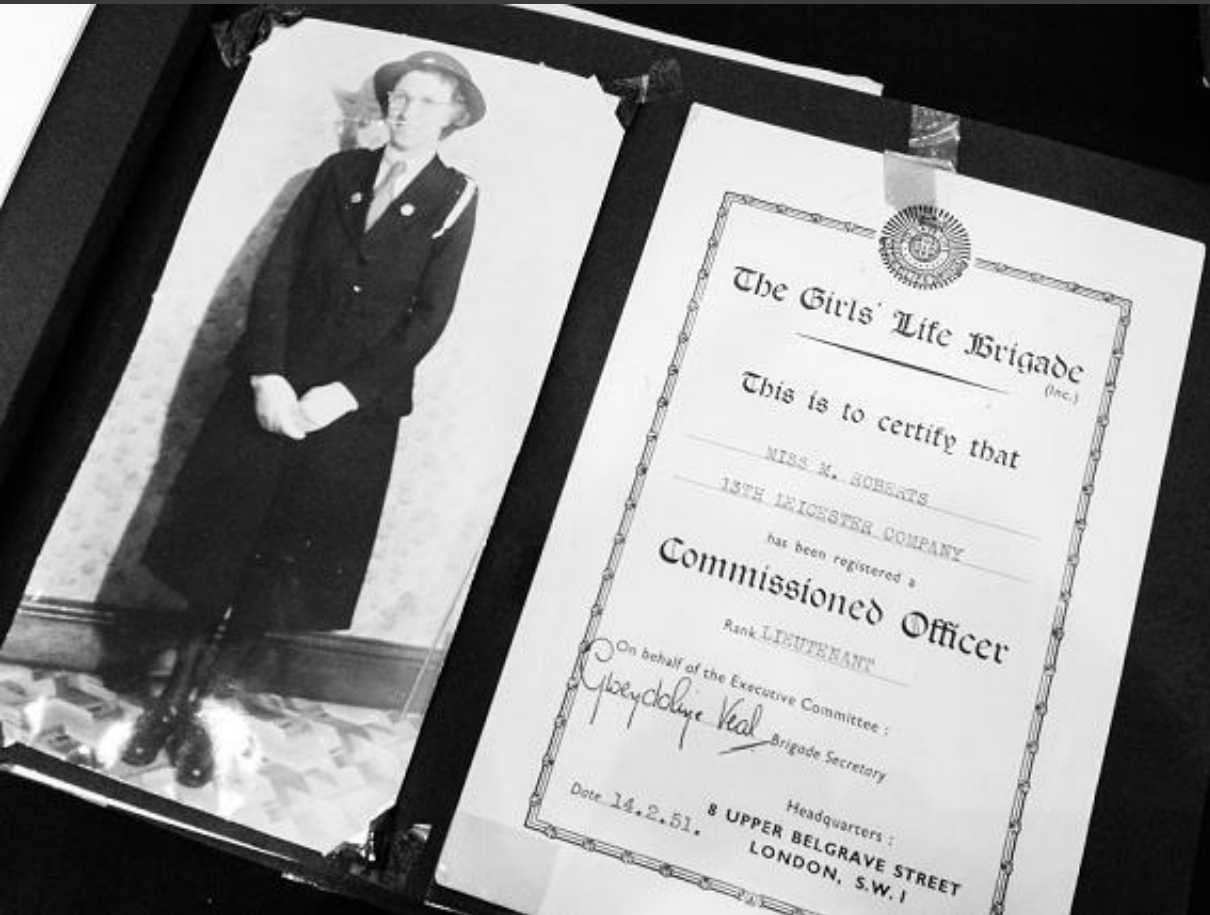 The Girls' Life Brigade
(Inc.)
This is to certify that
MISS M. ROBERTS
13TH LEICESTER COMPANY
has been registered a
Commissioned Officer
Rank LIEUTENANT
On behalf of the Executive Committee :
Gwendoline Veal Brigade Secretary
Date 14.2.51.
Headquarters :
8 UPPER BELGRAVE STREET
LONDON, S.W.1